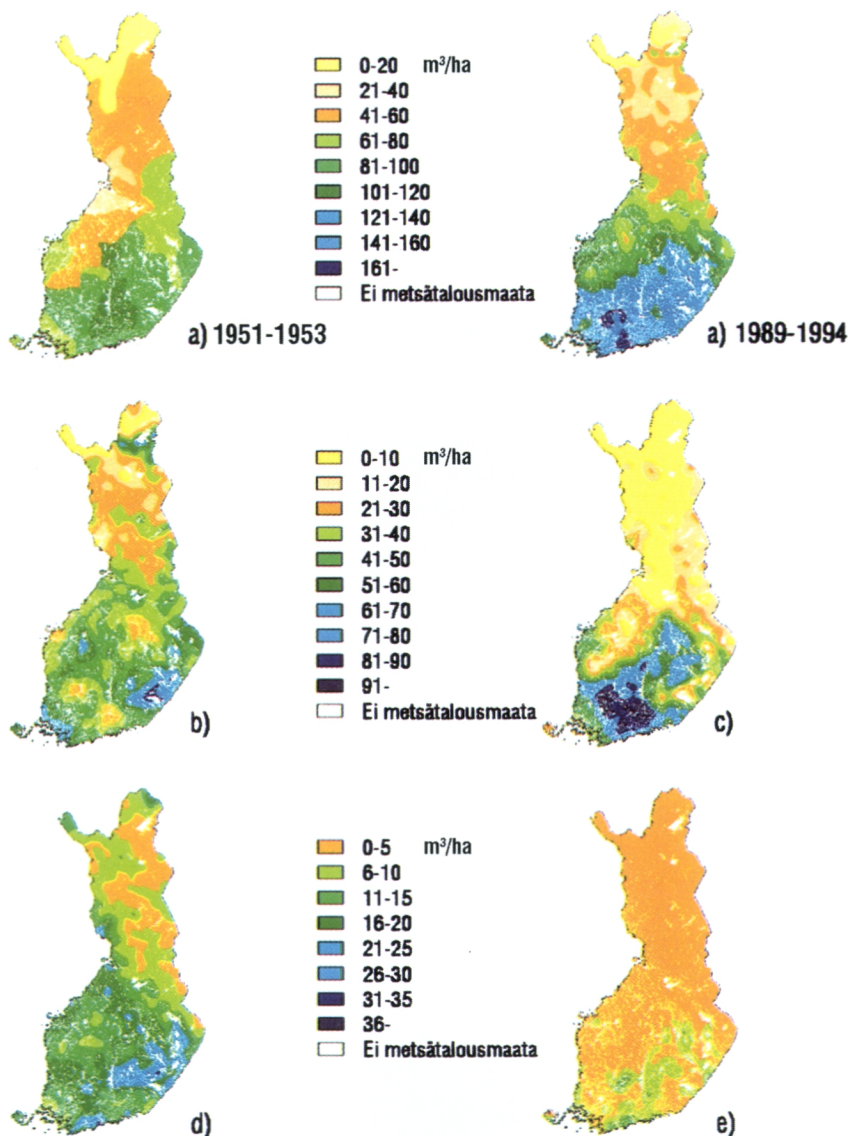 0-20 m³/ha
21-40
41-60
61-80
81-100
101-120
121-140
141-160
161-
Ei metsätalousmaata
a) 1951-1953
a) 1989-1994
0-10 m³/ha
11-20
21-30
31-40
41-50
51-60
61-70
71-80
81-90
91-
Ei metsätalousmaata
b)
c)
0-5 m³/ha
6-10
11-15
16-20
21-25
26-30
31-35
36-
Ei metsätalousmaata
d)
e)